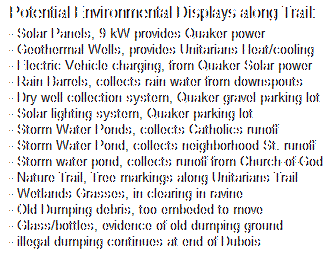 Potential Environmental Displays along Trail:
- Solar Panels, 9 kW provides Quaker power
- Geothermal Wells, provides Unitarians Heat/cooling
- Electric Vehicle charging, from Quaker Solar power
- Rain Barrels, collects rain water from downspouts
- Dry well collection system, Quaker gravel parking lot
- Solar lighting system, Quaker parking lot
- Storm Water Ponds, collects Catholics runoff
- Storm Water Pond, collects neighborhood St. runoff
- Storm water pond, collects runoff from Church-of-God
- Nature Trail, Tree markings along Unitarians Trail
- Wetlands Grasses, in clearing in ravine
- Old Dumping debris, too embeded to move
- Glass/bottles, evidence of old dumping ground
- illegal dumping continues at end of Dubois